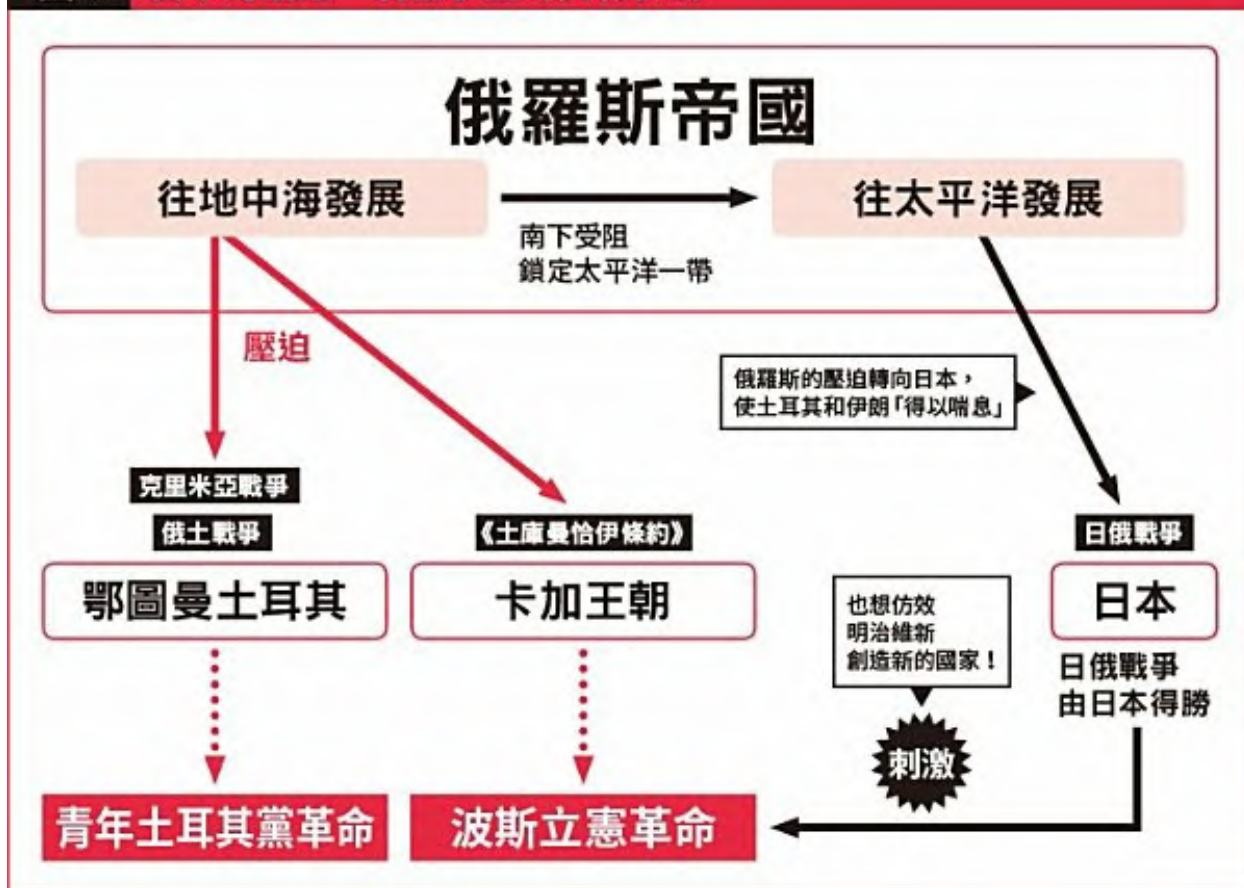 俄羅斯帝國
往地中海發展
往太平洋發展
南下受阻
鎖定太平洋一帶
壓迫
俄羅斯的壓迫轉向日本，
使土耳其和伊朗「得以喘息」
克里米亞戰爭
俄土戰爭
《土庫曼恰伊條約》
日俄戰爭
鄂圖曼土耳其
卡加王朝
日本
也想仿效
明治維新
創造新的國家！
日俄戰爭
由日本得勝
刺激
青年土耳其黨革命
波斯立憲革命